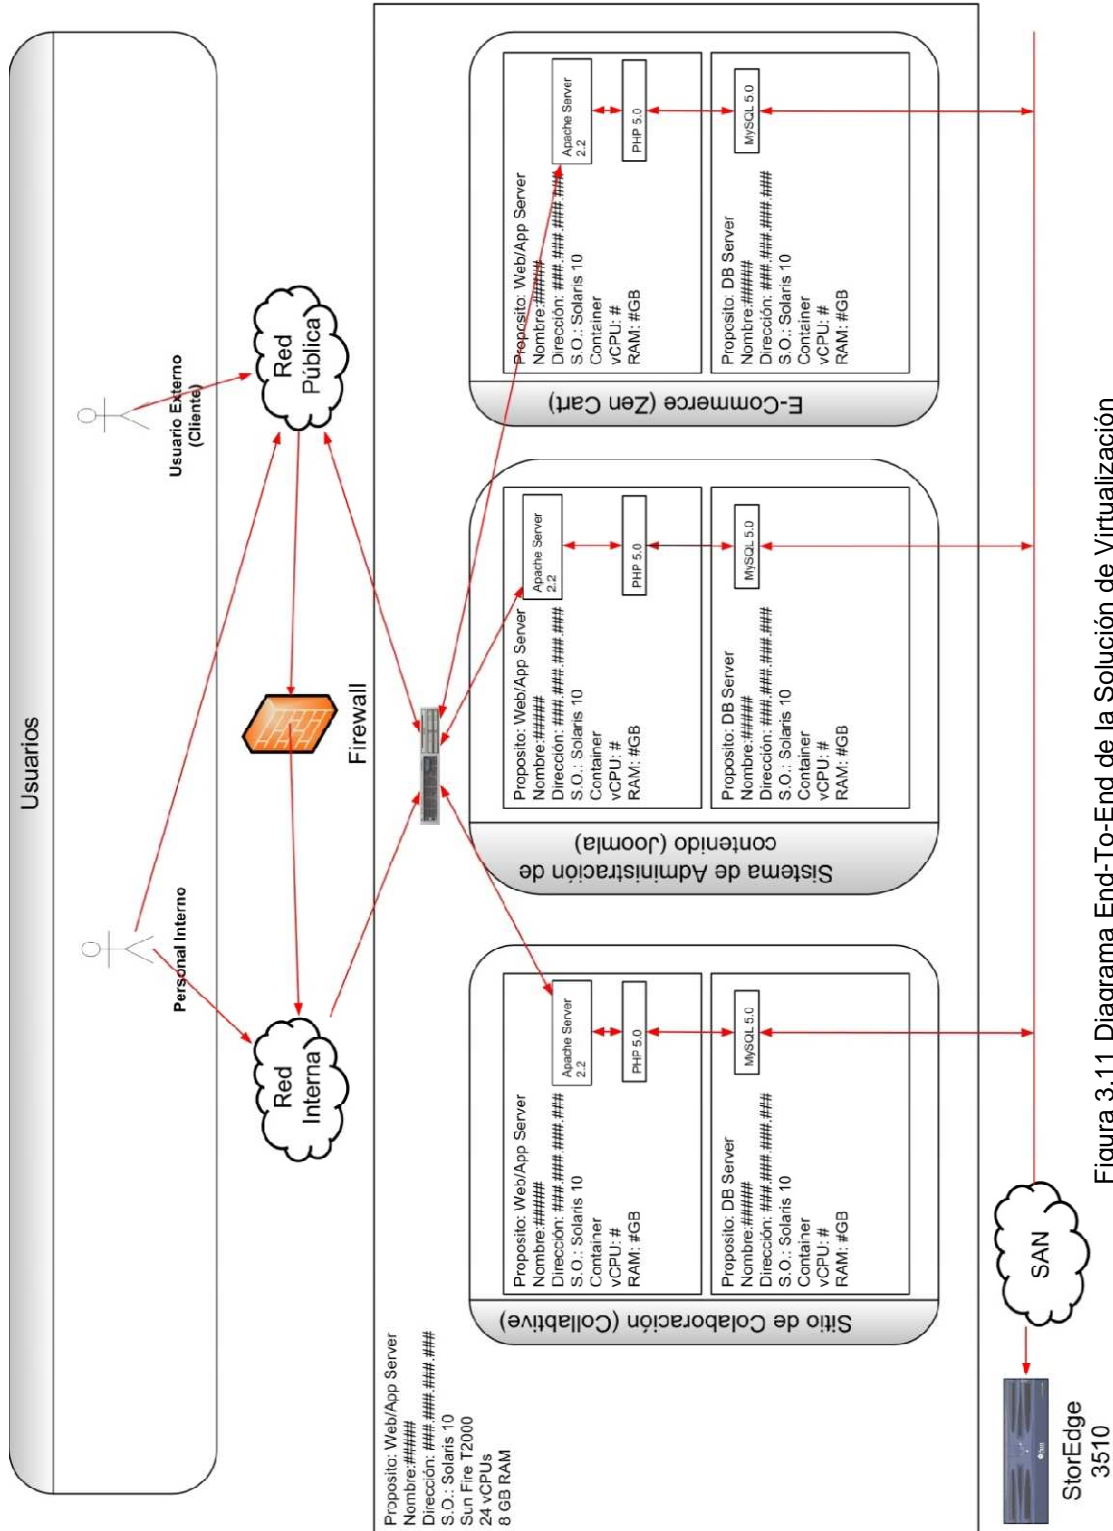 Usuarios
Personal Interno
Usuario Externo
(Cliente)
Red
Interna
Firewall
Red
Pública
Proposito: Web/App Server
Nombre:#####
Dirección: ###.###.###.###
S.O.: Solaris 10
Sun Fire T2000
24 vCPUs
8 GB RAM
Sitio de Colaboración (Collabtive)
Proposito: Web/App Server
Nombre:#####
Dirección: ###.###.###.###
S.O.: Solaris 10
Container
vCPU: #
RAM: #GB
Apache Server
2.2
PHP 5.0
Proposito: DB Server
Nombre:#####
Dirección: ###.###.###.###
S.O.: Solaris 10
Container
vCPU: #
RAM: #GB
MySQL 5.0
Sistema de Administración de
contenido (Joomla)
Proposito: Web/App Server
Nombre:#####
Dirección: ###.###.###.###
S.O.: Solaris 10
Container
vCPU: #
RAM: #GB
Apache Server
2.2
PHP 5.0
Proposito: DB Server
Nombre:#####
Dirección: ###.###.###.###
S.O.: Solaris 10
Container
vCPU: #
RAM: #GB
MySQL 5.0
E-Commerce (Zen Cart)
Proposito: Web/App Server
Nombre:#####
Dirección: ###.###.###.###
S.O.: Solaris 10
Container
vCPU: #
RAM: #GB
Apache Server
2.2
PHP 5.0
Proposito: DB Server
Nombre:#####
Dirección: ###.###.###.###
S.O.: Solaris 10
Container
vCPU: #
RAM: #GB
MySQL 5.0
SAN
StorEdge
3510
Figura 3.11 Diagrama End-To-End de la Solución de Virtualización